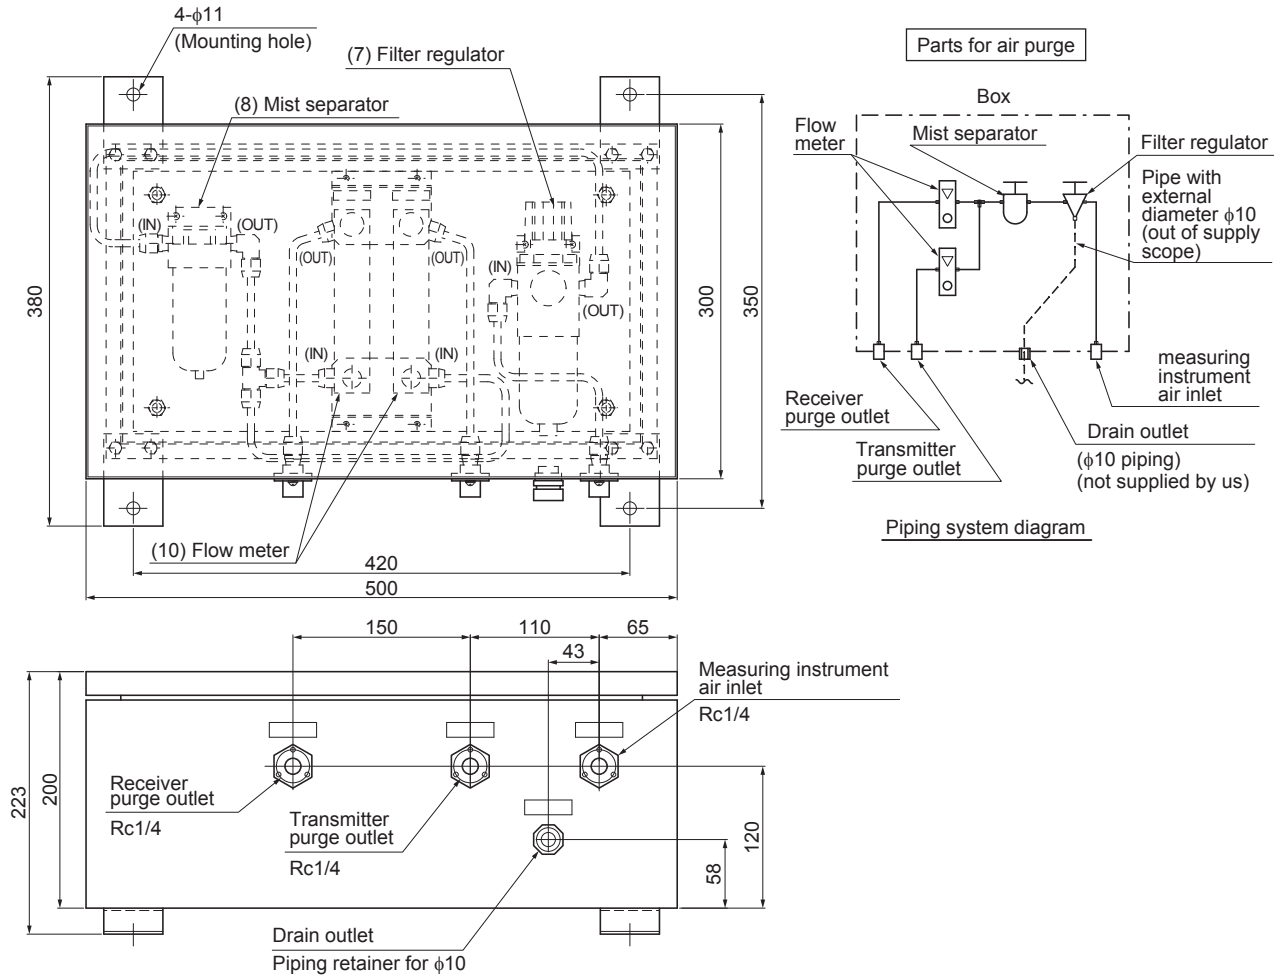 4-ϕ11
(Mounting hole)
(7) Filter regulator
(8) Mist separator
(IN)
(OUT)
(OUT)
(OUT)
(IN)
(OUT)
(IN)
(IN)
380
300
350
(10) Flow meter
420
500
Parts for air purge
Box
Flow
meter
Mist separator
Filter regulator
Pipe with
external
diameter ϕ10
(out of supply
scope)
measuring
instrument
air inlet
Receiver
purge outlet
Transmitter
purge outlet
Drain outlet
(ϕ10 piping)
(not supplied by us)
Piping system diagram
150
110
65
43
Measuring instrument
air inlet
Rc1/4
223
200
Receiver
purge outlet
Rc1/4
Transmitter
purge outlet
Rc1/4
120
58
Drain outlet
Piping retainer for ϕ10